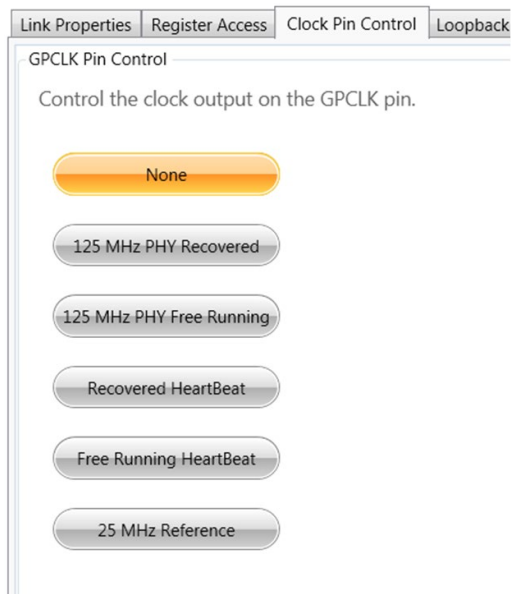 Link Properties Register Access Clock Pin Control Loopback
GPCLK Pin Control
Control the clock output on the GPCLK pin.
None
125 MHz PHY Recovered
125 MHz PHY Free Running
Recovered HeartBeat
Free Running HeartBeat
25 MHz Reference